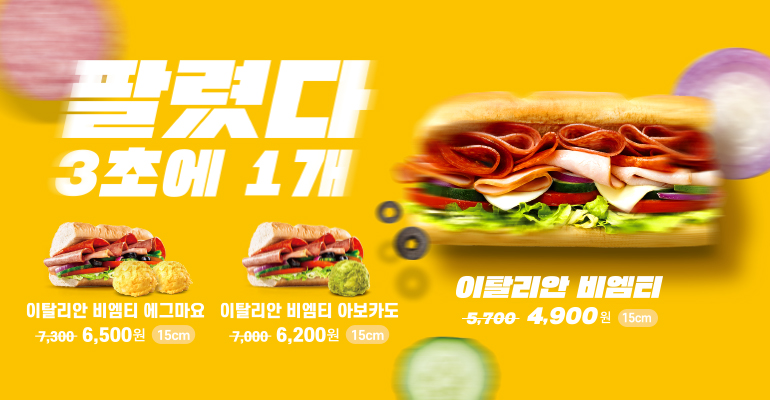 팔렸다
3초에 1개
이탈리안 비엠티 에그마요
7,300 6,500원 15cm
이탈리안 비엠티 아보카도
7,000 6,200원 15cm
이탈리안 비엠티
5,700 4,900원 15cm